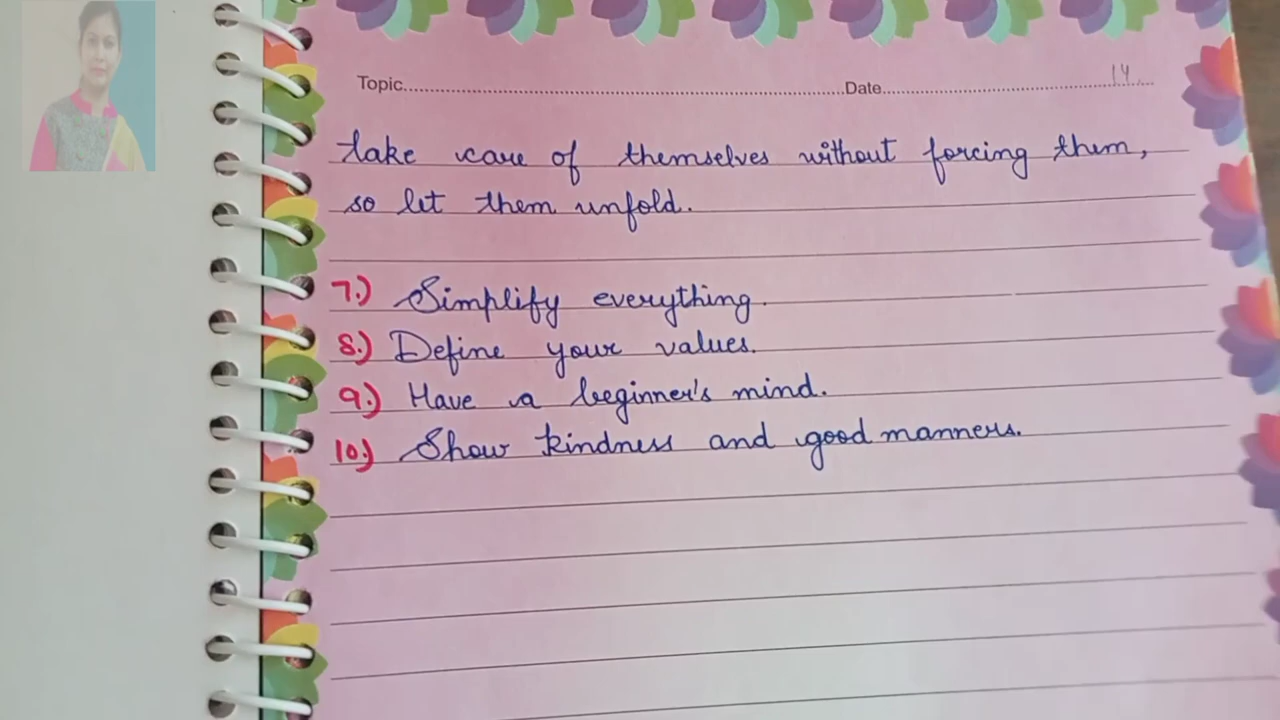 Topic.....Date.....14
take care of themselves without forcing them,
so let them unfold.
7.) Simplify everything.
8.) Define your values.
9.) Have a beginner's mind.
10.) Show kindness and good manners.